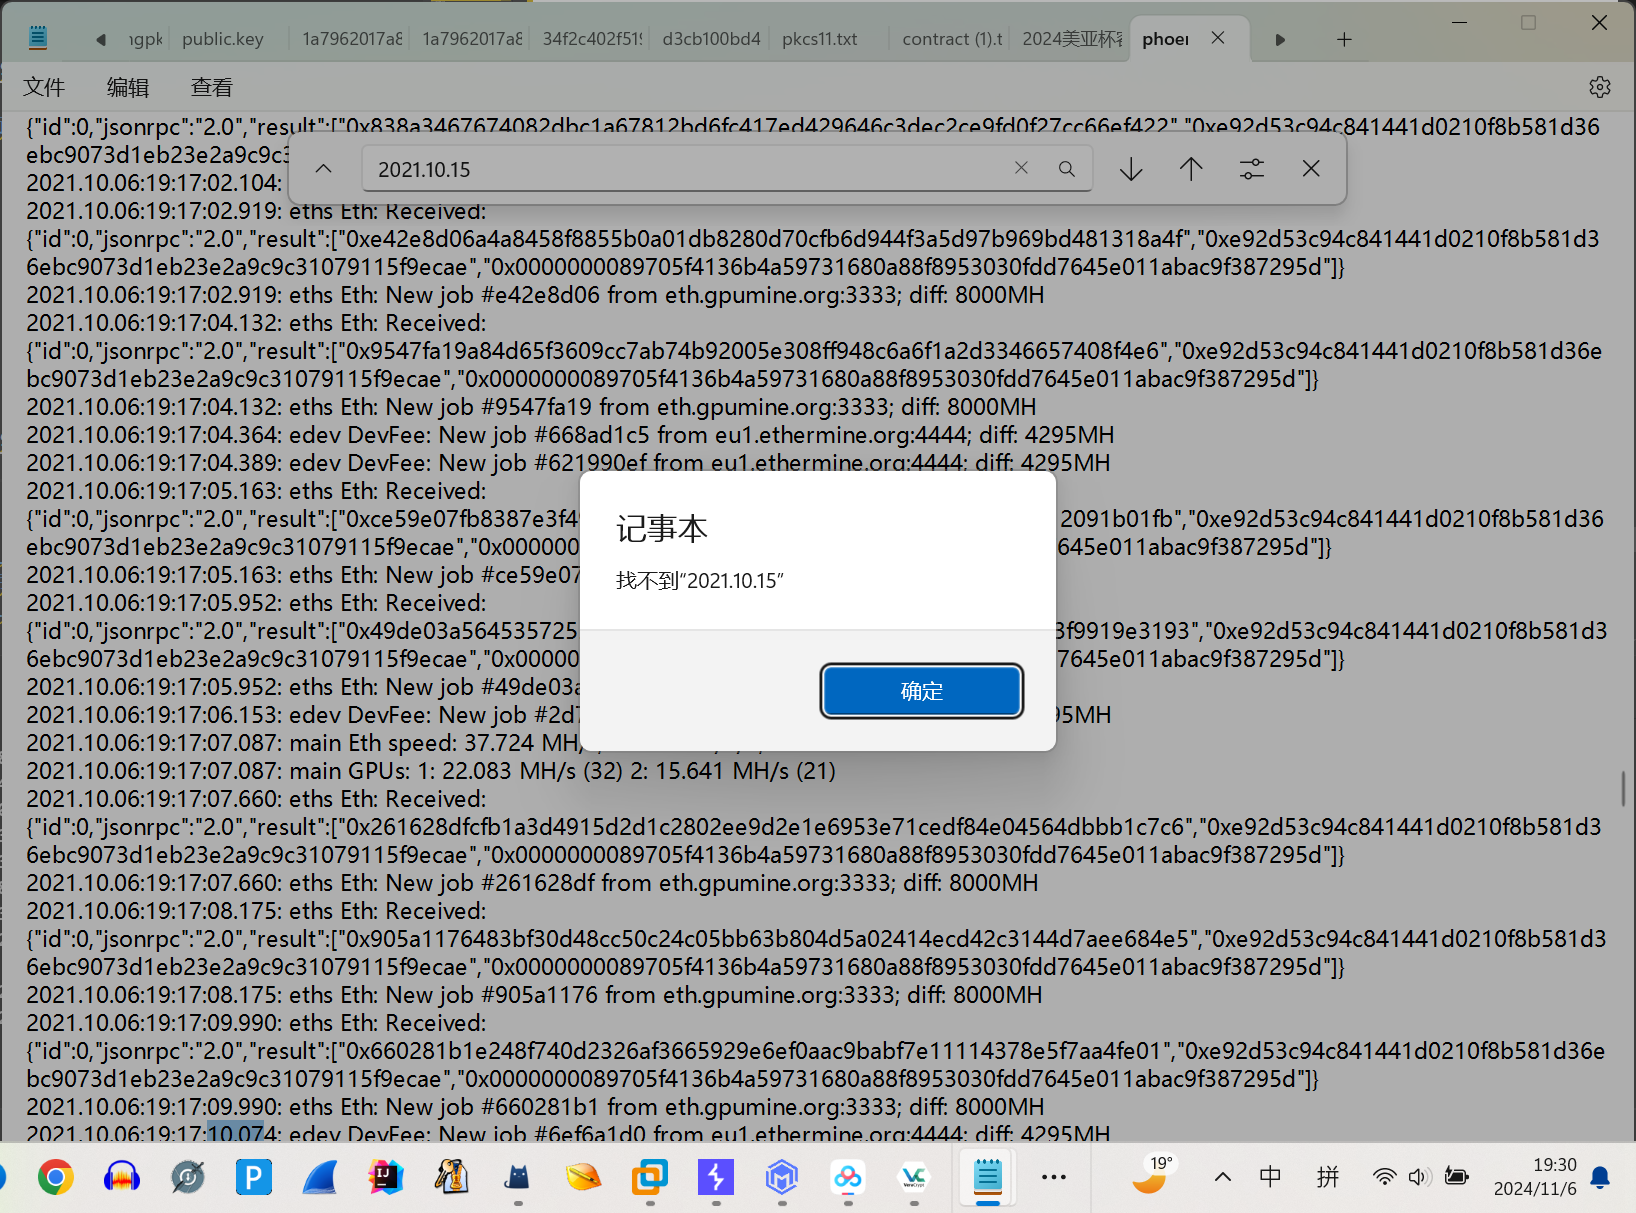 ngpk public.key 1a7962017a8 1a7962017a8 34f2c402f519 d3cb100bd4 pkcs11.txt contract (1).t 2024美亚杯容 phoen
文件 编辑 查看
{"id":0,"jsonrpc":"2.0","result":["0x838a3467674082dbc1a67812bd6fc417ed429646c3dec2ce9fd0f27cc66ef422","0xe92d53c94c841441d0210f8b581d36
ebc9073d1eb23e2a9c9c3
2021.10.15
2021.10.06:19:17:02.104:
2021.10.06:19:17:02.919: eths Eth: Received:
{"id":0,"jsonrpc":"2.0","result":["0xe42e8d06a4a8458f8855b0a01db8280d70cfb6d944f3a5d97b969bd481318a4f","0xe92d53c94c841441d0210f8b581d3
6ebc9073d1eb23e2a9c9c31079115f9ecae","0x0000000089705f4136b4a59731680a88f8953030fdd7645e011abac9f387295d"]}
2021.10.06:19:17:02.919: eths Eth: New job #e42e8d06 from eth.gpumine.org:3333; diff: 8000MH
2021.10.06:19:17:04.132: eths Eth: Received:
{"id":0,"jsonrpc":"2.0","result":["0x9547fa19a84d65f3609cc7ab74b92005e308ff948c6a6f1a2d3346657408f4e6","0xe92d53c94c841441d0210f8b581d36e
bc9073d1eb23e2a9c9c31079115f9ecae","0x0000000089705f4136b4a59731680a88f8953030fdd7645e011abac9f387295d"]}
2021.10.06:19:17:04.132: eths Eth: New job #9547fa19 from eth.gpumine.org:3333; diff: 8000MH
2021.10.06:19:17:04.364: edev DevFee: New job #668ad1c5 from eu1.ethermine.org:4444; diff: 4295MH
2021.10.06:19:17:04.389: edev DevFee: New job #621990ef from eu1.ethermine.org:4444; diff: 4295MH
2021.10.06:19:17:05.163: eths Eth: Received:
{"id":0,"jsonrpc":"2.0","result":["0xce59e07fb8387e3f4 2091b01fb","0xe92d53c94c841441d0210f8b581d36
ebc9073d1eb23e2a9c9c31079115f9ecae","0x000000 645e011abac9f387295d"]}
2021.10.06:19:17:05.163: eths Eth: New job #ce59e07
2021.10.06:19:17:05.952: eths Eth: Received:
{"id":0,"jsonrpc":"2.0","result":["0x49de03a564535725 3f9919e3193","0xe92d53c94c841441d0210f8b581d3
6ebc9073d1eb23e2a9c9c31079115f9ecae","0x00000 7645e011abac9f387295d"]}
2021.10.06:19:17:05.952: eths Eth: New job #49de03a
2021.10.06:19:17:06.153: edev DevFee: New job #2d7 95MH
2021.10.06:19:17:07.087: main Eth speed: 37.724 MH/
记事本
找不到"2021.10.15"
确定
2021.10.06:19:17:07.087: main GPUs: 1: 22.083 MH/s (32) 2: 15.641 MH/s (21)
2021.10.06:19:17:07.660: eths Eth: Received:
{"id":0,"jsonrpc":"2.0","result":["0x261628dfcfb1a3d4915d2d1c2802ee9d2e1e6953e71cedf84e04564dbbb1c7c6","0xe92d53c94c841441d0210f8b581d3
6ebc9073d1eb23e2a9c9c31079115f9ecae","0x0000000089705f4136b4a59731680a88f8953030fdd7645e011abac9f387295d"]}
2021.10.06:19:17:07.660: eths Eth: New job #261628df from eth.gpumine.org:3333; diff: 8000MH
2021.10.06:19:17:08.175: eths Eth: Received:
{"id":0,"jsonrpc":"2.0","result":["0x905a1176483bf30d48cc50c24c05bb63b804d5a02414ecd42c3144d7aee684e5","0xe92d53c94c841441d0210f8b581d3
6ebc9073d1eb23e2a9c9c31079115f9ecae","0x0000000089705f4136b4a59731680a88f8953030fdd7645e011abac9f387295d"]}
2021.10.06:19:17:08.175: eths Eth: New job #905a1176 from eth.gpumine.org:3333; diff: 8000MH
2021.10.06:19:17:09.990: eths Eth: Received:
{"id":0,"jsonrpc":"2.0","result":["0x660281b1e248f740d2326af3665929e6ef0aac9babf7e11114378e5f7aa4fe01","0xe92d53c94c841441d0210f8b581d36e
bc9073d1eb23e2a9c9c31079115f9ecae","0x0000000089705f4136b4a59731680a88f8953030fdd7645e011abac9f387295d"]}
2021.10.06:19:17:09.990: eths Eth: New job #660281b1 from eth.gpumine.org:3333; diff: 8000MH
2021.10.06:19:17:10.074: edev DevFee: New job #6ef6a1d0 from eu1.ethermine.org:4444; diff: 4295MH
19° 中 拼 19:30
2024/11/6